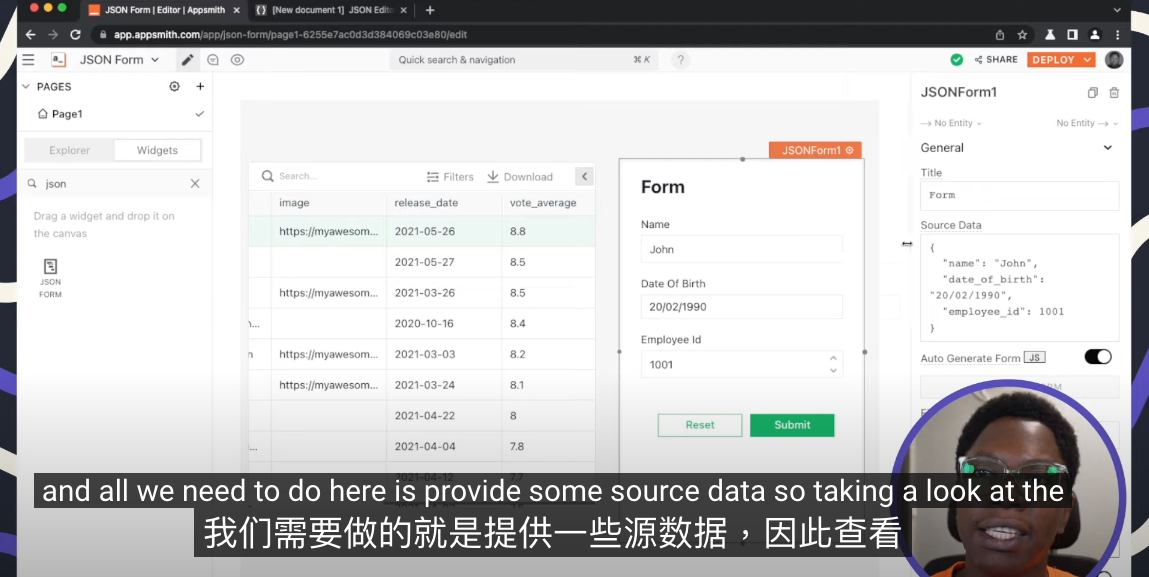 JSON Form | Editor | Appsmith
[New document 1] JSON Edito
app.appsmith.com/app/json-form/page1-6255e7ac0d3d384069c03e80/edit
JSON Form
Quick search & navigation
⌘ K
?
SHARE
DEPLOY
PAGES
Page1
Explorer
Widgets
json
Drag a widget and drop it on
the canvas
JSON
FORM
Search...
Filters
Download
image
release_date
vote_average
https://myawesom...
2021-05-26
8.8
2021-05-27
8.5
https://myawesom...
2021-03-26
8.5
2020-10-16
8.4
https://myawesom...
2021-03-03
8.2
https://myawesom...
2021-03-24
8.1
2021-04-22
8
2021-04-04
7.8
2021-04-12
7.7
JSONForm1
Form
Name
John
Date Of Birth
20/02/1990
Employee Id
1001
Reset
Submit
JSONForm1
No Entity
No Entity
General
Title
Form
Source Data
{
"name": "John",
"date_of_birth":
"20/02/1990",
"employee_id": 1001
}
Auto Generate Form JS
and all we need to do here is provide some source data so taking a look at the
我们需要做的就是提供一些源数据，因此查看